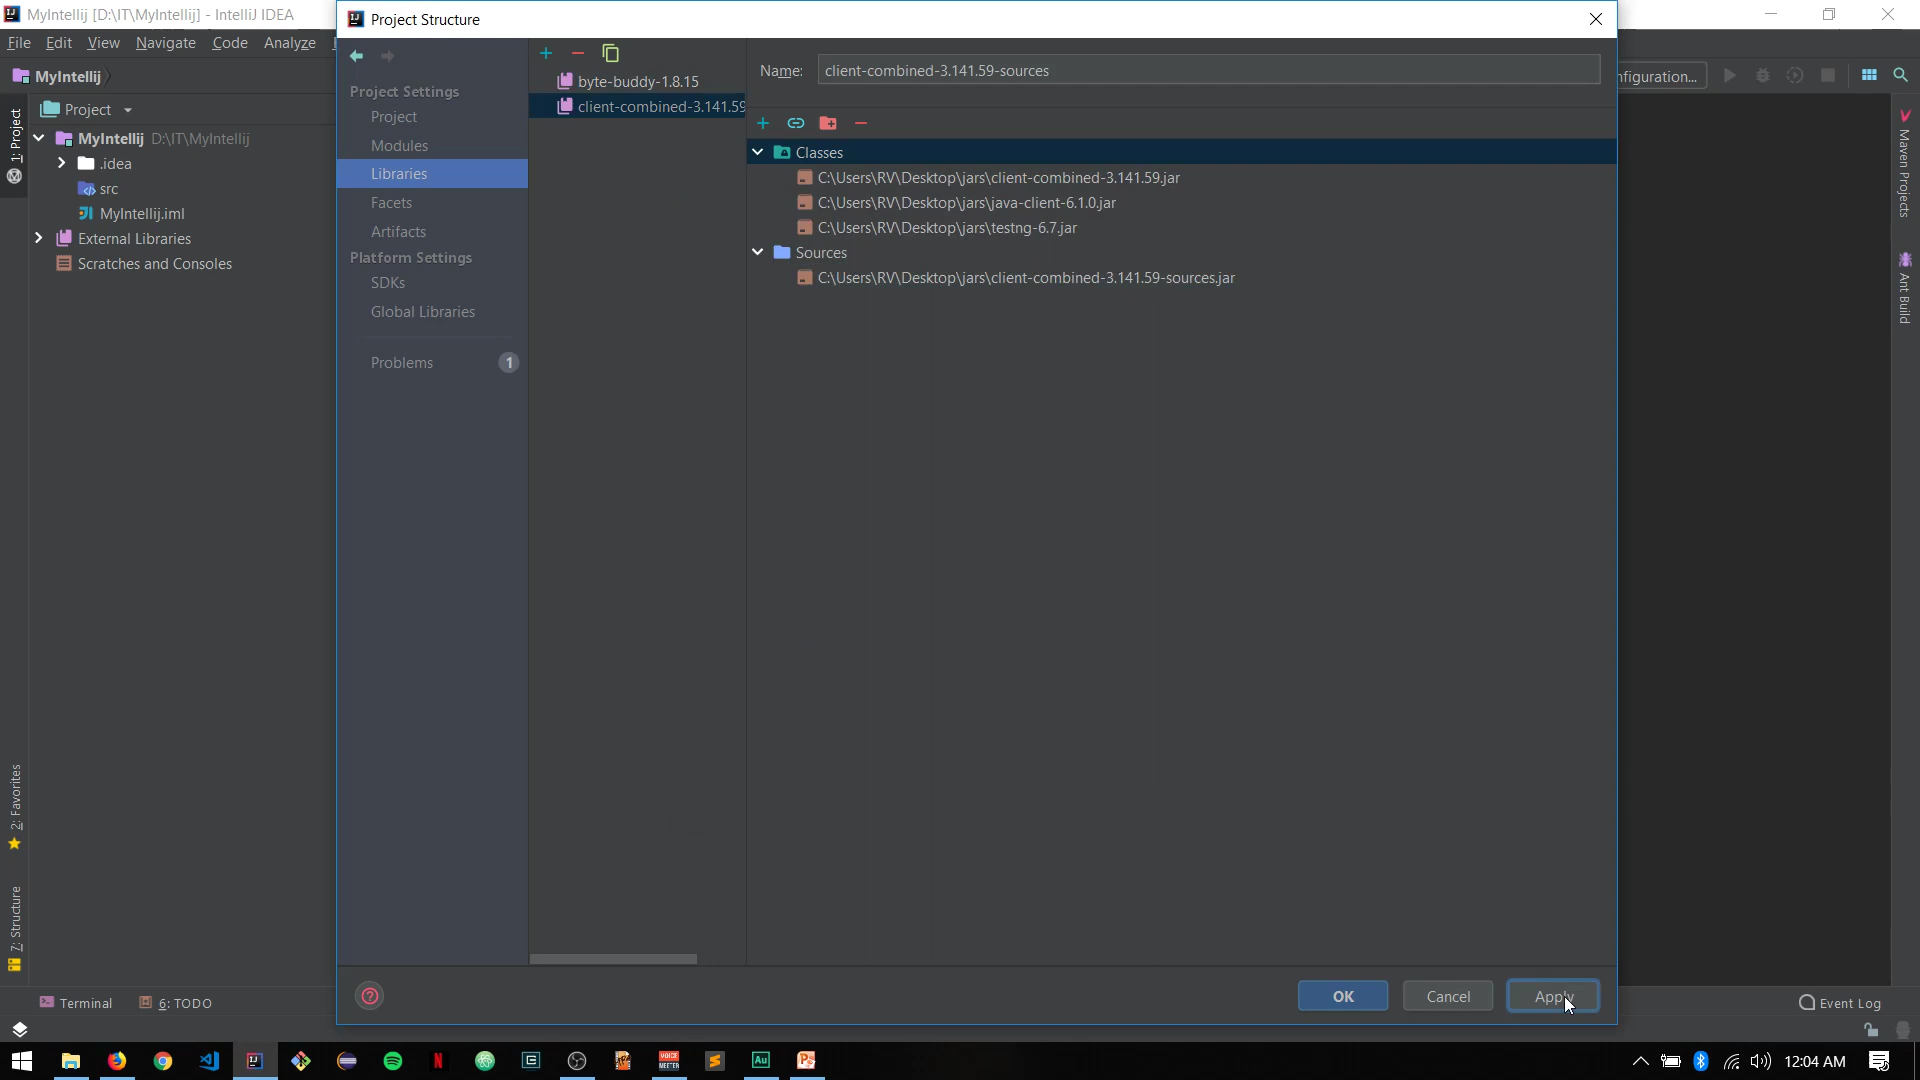 MyIntellij [D:\IT\MyIntellij] - IntelliJ IDEA
File Edit View Navigate Code Analyze
MyIntellij
Project
MyIntellij D:\IT\MyIntellij
.idea
src
MyIntellij.iml
External Libraries
Scratches and Consoles
1: Project
2: Favorites
7: Structure
Project Structure
Project Settings
Project
Modules
Libraries
Facets
Artifacts
Platform Settings
SDKs
Global Libraries
Problems 1
byte-buddy-1.8.15
client-combined-3.141.59
Name: client-combined-3.141.59-sources
Classes
C:\Users\RV\Desktop\jars\client-combined-3.141.59.jar
C:\Users\RV\Desktop\jars\java-client-6.1.0.jar
C:\Users\RV\Desktop\jars\testng-6.7.jar
Sources
C:\Users\RV\Desktop\jars\client-combined-3.141.59-sources.jar
?
OK Cancel Apply
nfiguration...
Maven Projects
Ant Build
Terminal 6: TODO
Event Log
12:04 AM